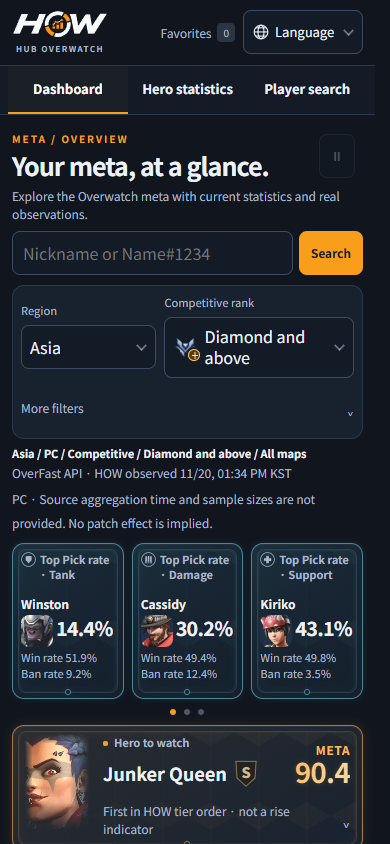 HOW
HUB OVERWATCH
Favorites 0
Language
Dashboard Hero statistics Player search
META / OVERVIEW
Your meta, at a glance.
Explore the Overwatch meta with current statistics and real
observations.
Nickname or Name#1234
Search
Region
Competitive rank
Asia
Diamond and
above
More filters
Asia / PC / Competitive / Diamond and above / All maps
OverFast API · HOW observed 11/20, 01:34 PM KST
PC · Source aggregation time and sample sizes are not
provided. No patch effect is implied.
Top Pick rate
· Tank
Winston
14.4%
Win rate 51.9%
Ban rate 9.2%
Top Pick rate
· Damage
Cassidy
30.2%
Win rate 49.4%
Ban rate 12.4%
Top Pick rate
· Support
Kiriko
43.1%
Win rate 49.8%
Ban rate 3.5%
Hero to watch
Junker Queen S
META
90.4
First in HOW tier order · not a rise
indicator